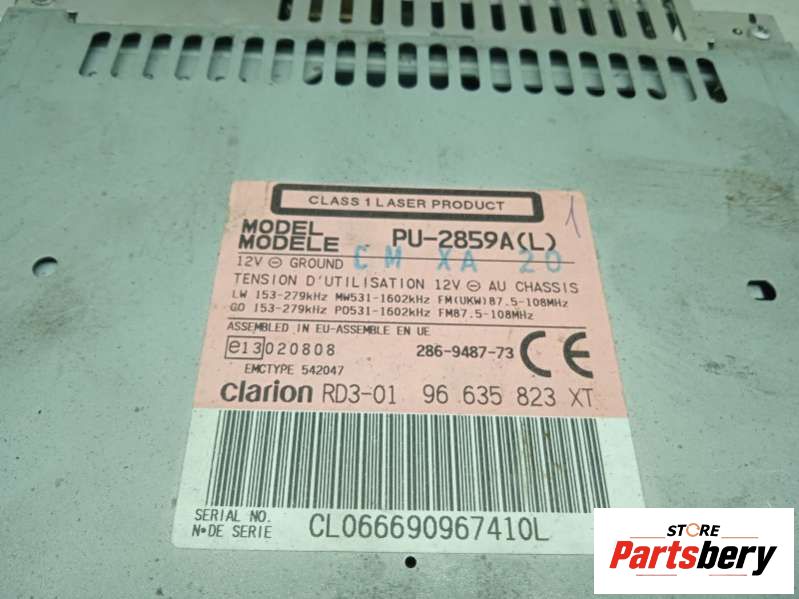 CLASS 1 LASER PRODUCT
1
MODEL
MODELE PU-2859A(L)
CM XA 20
12V ⊖ GROUND
TENSION D'UTILISATION 12V ⊖ AU CHASSIS
LW 153-279kHz MW531-1602kHz FM(UKW)87.5-108MHz
GO 153-279kHz PO531-1602kHz FM87.5-108MHz
ASSEMBLED IN EU-ASSEMBLE EN UE
e13 020808 286-9487-73 CE
EMCTYPE 542047
clarion RD3-01 96 635 823 XT
SERIAL NO.
N• DE SERIE CL066690967410L
STORE
Partsbery